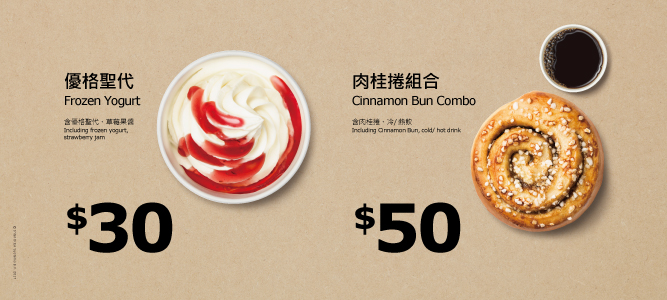 優格聖代
Frozen Yogurt
含優格聖代、草莓果醬
Including frozen yogurt,
strawberry jam
$30
肉桂捲組合
Cinnamon Bun Combo
含肉桂捲、冷/熱飲
Including Cinnamon Bun, cold/ hot drink
$50